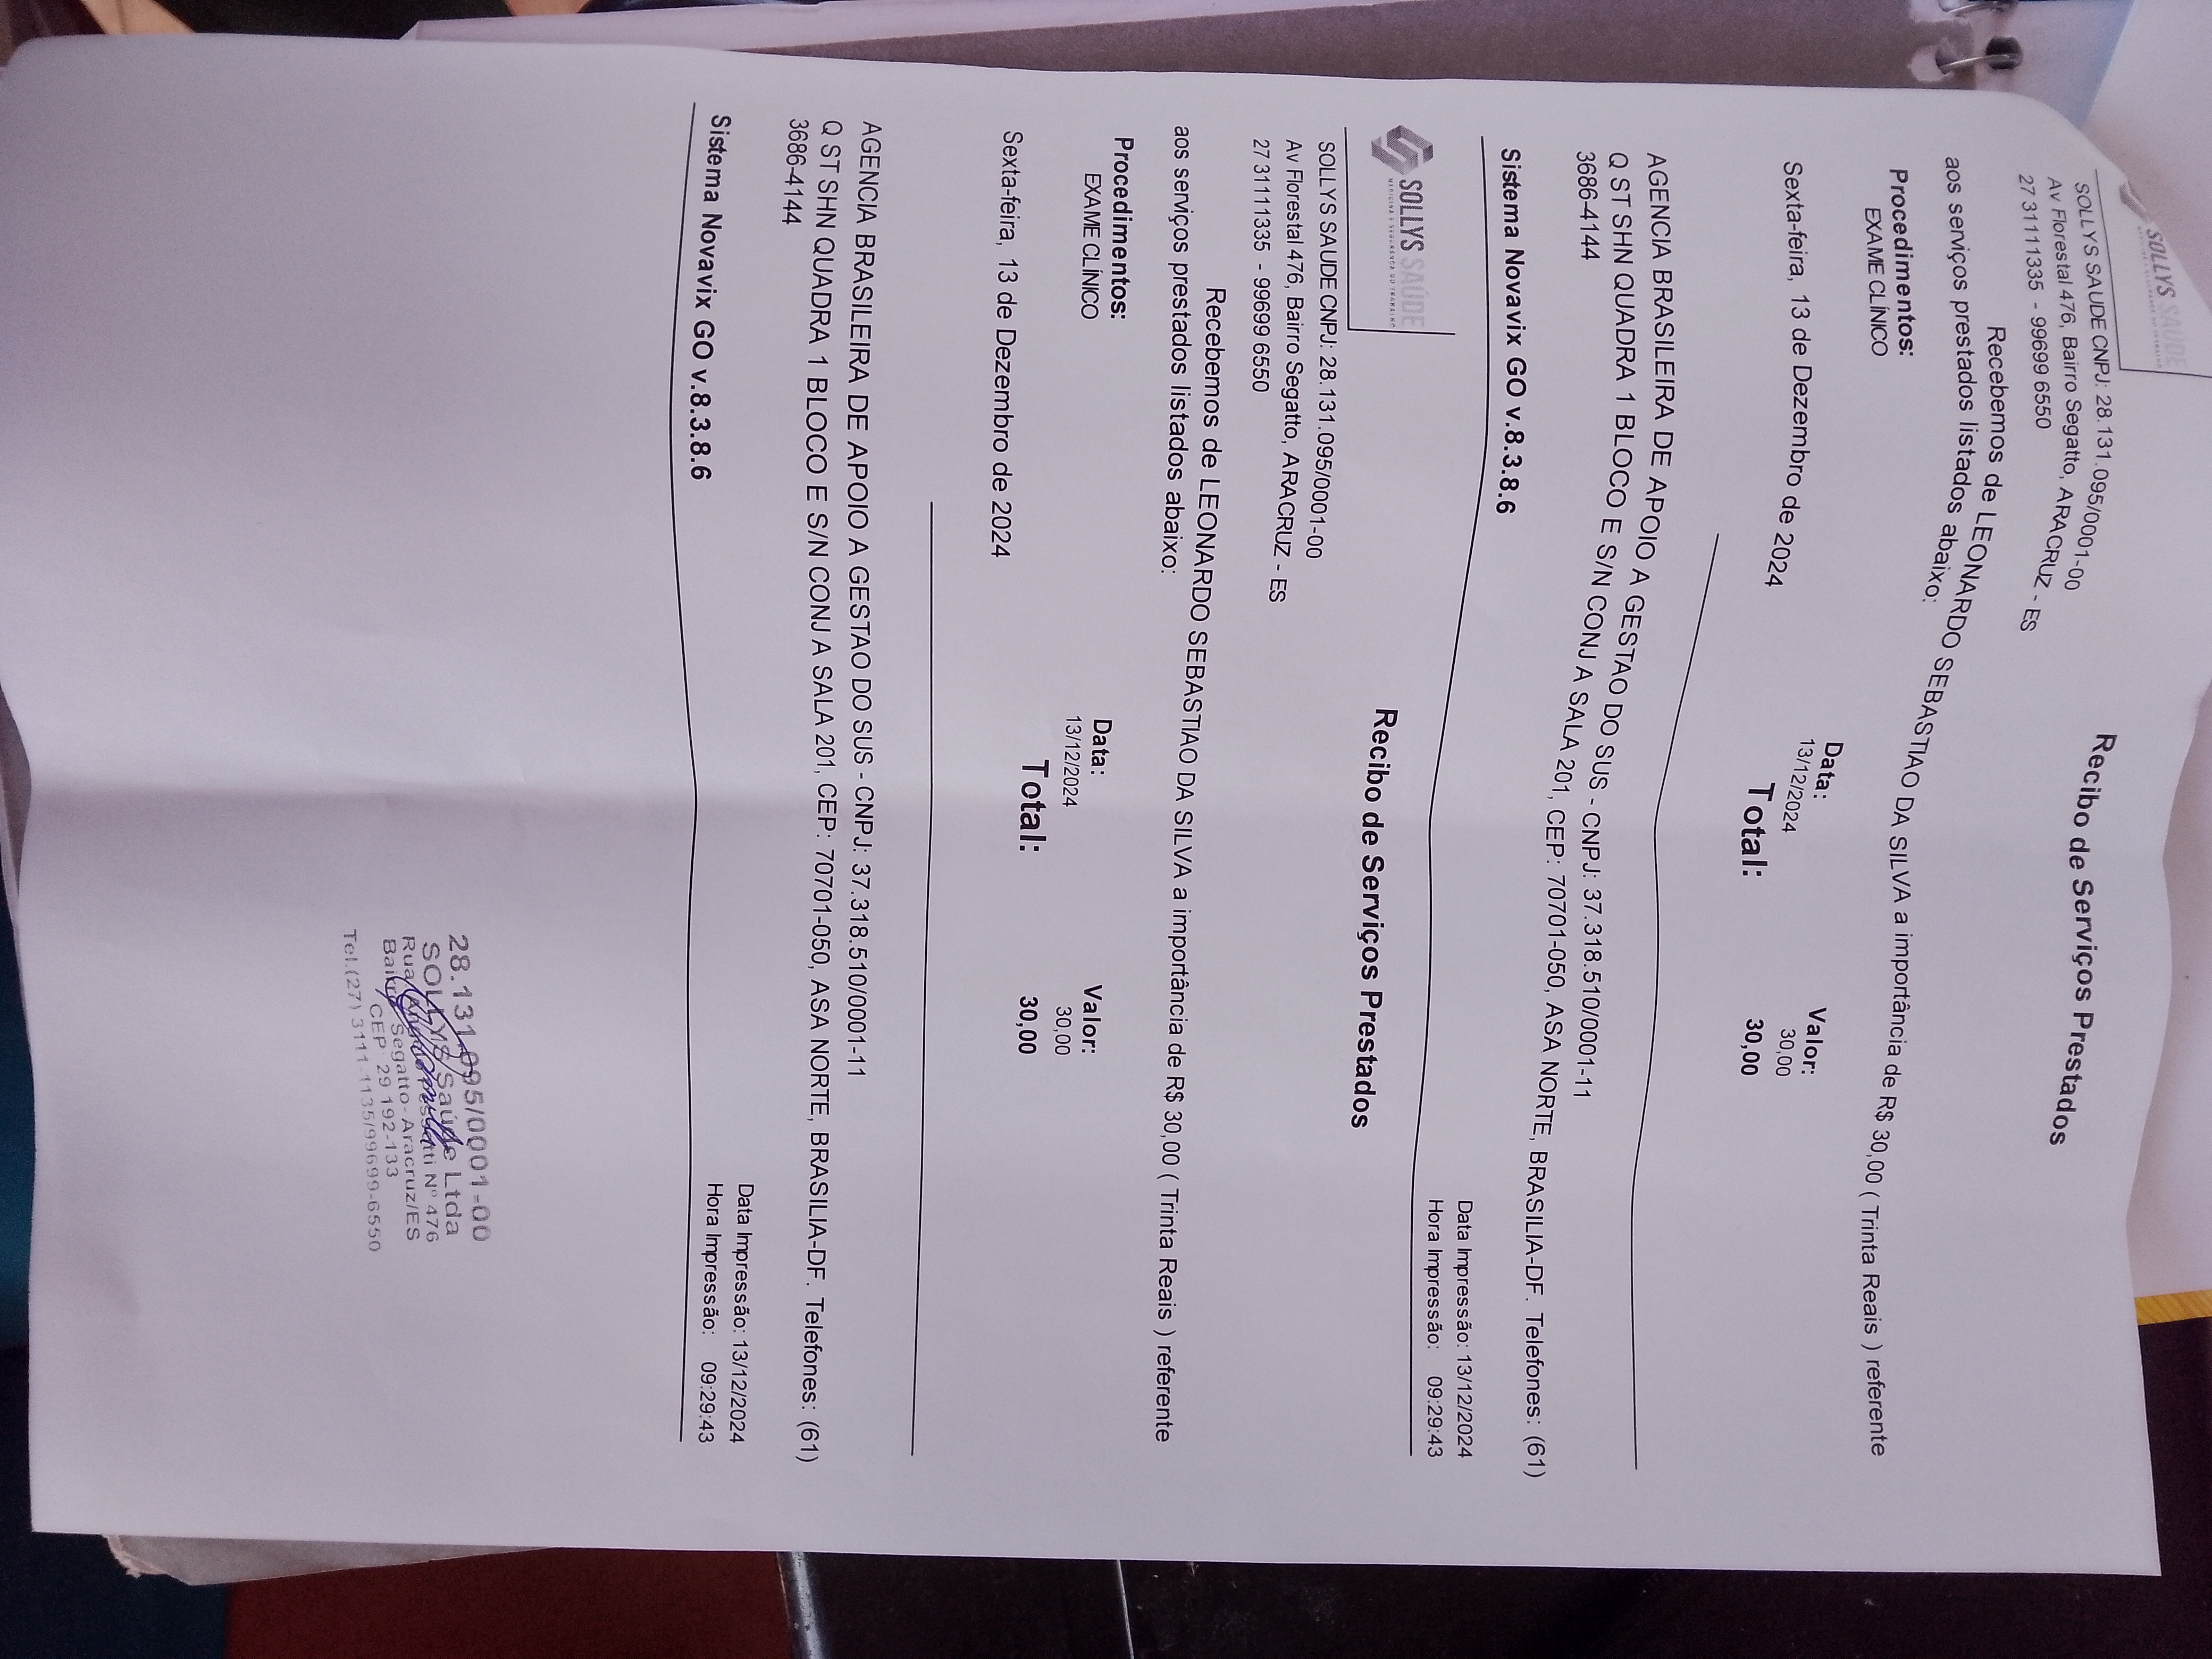 SOLLYS SAÚDE
SOLLYS SAUDE CNPJ: 28.131.095/0001-00
Av Florestal 476, Bairro Segatto, ARACRUZ - ES
27 31111335 - 99699 6550
Recibo de Serviços Prestados
Recebemos de LEONARDO SEBASTIAO DA SILVA a importância de R$ 30,00 ( Trinta Reais ) referente
aos serviços prestados listados abaixo:
Procedimentos: Data: Valor:
EXAME CLÍNICO 13/12/2024 30,00
Total: 30,00
Sexta-feira, 13 de Dezembro de 2024
AGENCIA BRASILEIRA DE APOIO A GESTAO DO SUS - CNPJ: 37.318.510/0001-11
Q ST SHN QUADRA 1 BLOCO E S/N CONJ A SALA 201, CEP: 70701-050, ASA NORTE, BRASILIA-DF. Telefones: (61)
3686-4144
Data Impressão: 13/12/2024
Sistema Novavix GO v.8.3.8.6 Hora Impressão: 09:29:43
SOLLYS SAÚDE
MEDICINA E SEGURANÇA DO TRABALHO
Recibo de Serviços Prestados
SOLLYS SAUDE CNPJ: 28.131.095/0001-00
Av Florestal 476, Bairro Segatto, ARACRUZ - ES
27 31111335 - 99699 6550
Recebemos de LEONARDO SEBASTIAO DA SILVA a importância de R$ 30,00 ( Trinta Reais ) referente
aos serviços prestados listados abaixo:
Procedimentos: Data: Valor:
EXAME CLÍNICO 13/12/2024 30,00
Total: 30,00
Sexta-feira, 13 de Dezembro de 2024
AGENCIA BRASILEIRA DE APOIO A GESTAO DO SUS - CNPJ: 37.318.510/0001-11
Q ST SHN QUADRA 1 BLOCO E S/N CONJ A SALA 201, CEP: 70701-050, ASA NORTE, BRASILIA-DF. Telefones: (61)
3686-4144
Data Impressão: 13/12/2024
Sistema Novavix GO v.8.3.8.6 Hora Impressão: 09:29:43
28.131.095/0001-00
SOLLYS Saúde Ltda
Rua Nº 476
Bairro Segatto - Aracruz/ES
CEP 29 192-133
Tel.(27) 3111-1135/99699-6550